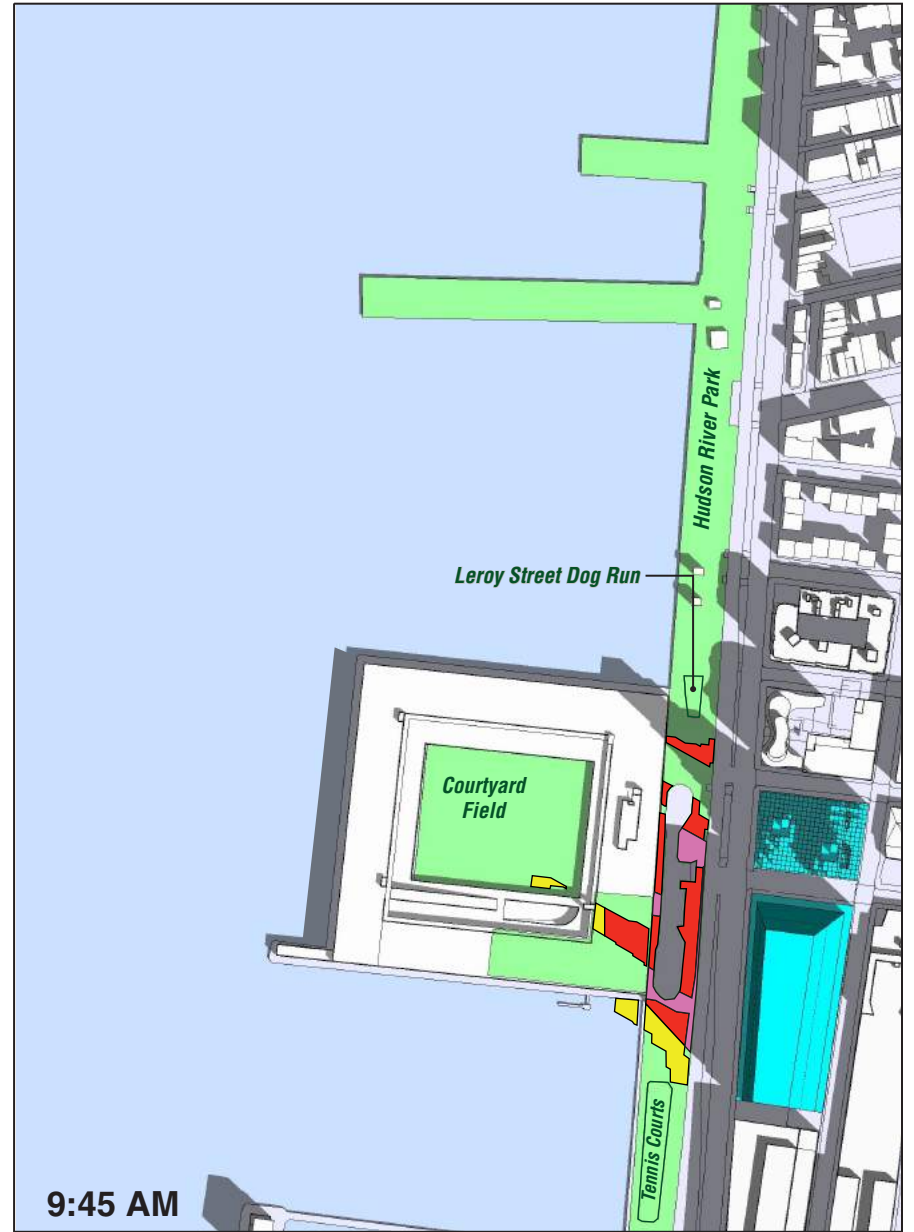 Hudson River Park
Leroy Street Dog Run
Courtyard
Field
Tennis Courts
9:45 AM